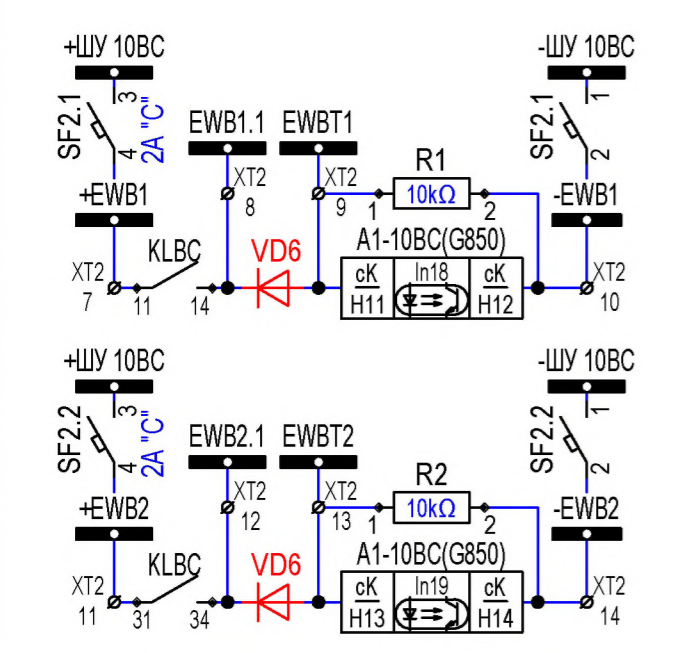 +ШУ 10ВС
-ШУ 10ВС
SF2.1
3
4
2А "С"
EWB1.1
EWBT1
SF2.1
1
2
+EWB1
XT2
8
XT2
9
R1
1
10kΩ
2
-EWB1
KLBC
VD6
A1-10BC(G850)
XT2
7
11
14
cK
H11
In18
cK
H12
XT2
10
+ШУ 10ВС
-ШУ 10ВС
SF2.2
3
4
2А "С"
EWB2.1
EWBT2
SF2.2
1
2
+EWB2
XT2
12
XT2
13
R2
1
10kΩ
2
-EWB2
KLBC
VD6
A1-10BC(G850)
XT2
11
31
34
cK
H13
In19
cK
H14
XT2
14